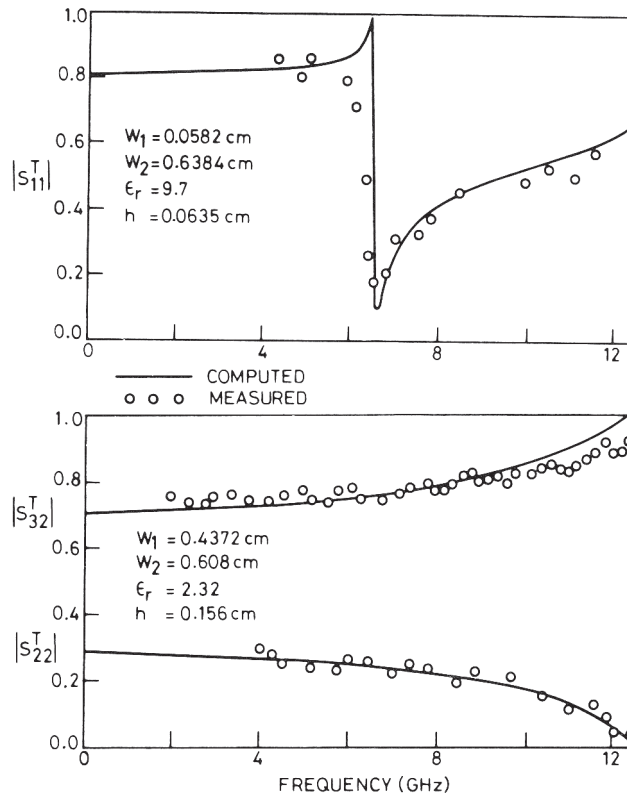 1.0
0.8
0.6
0.4
0.2
0.0
|S₁₁ᵀ|
W₁ = 0.0582 cm
W₂ = 0.6384 cm
ϵᵣ = 9.7
h = 0.0635 cm
0 4 8 12
COMPUTED
MEASURED
1.0
0.8
0.6
0.4
0.2
0.0
|S₃₂ᵀ|
W₁ = 0.4372 cm
W₂ = 0.608 cm
ϵᵣ = 2.32
h = 0.156 cm
|S₂₂ᵀ|
0 4 8 12
FREQUENCY (GHz)